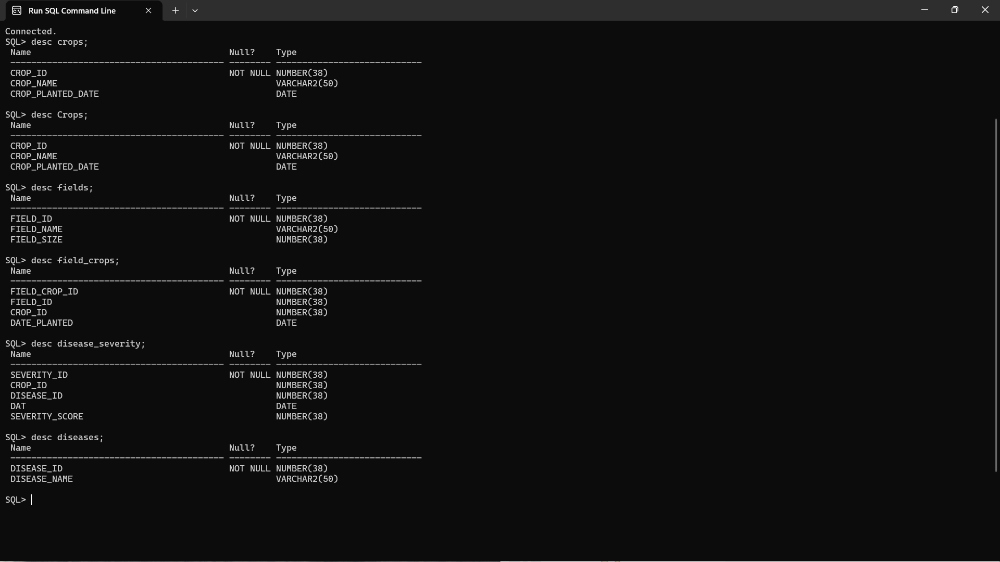 Run SQL Command Line
Connected.
SQL> desc crops;
Name Null? Type
----------------------------------------- -------- ----------------------------
CROP_ID NOT NULL NUMBER(38)
CROP_NAME VARCHAR2(50)
CROP_PLANTED_DATE DATE
SQL> desc Crops;
Name Null? Type
----------------------------------------- -------- ----------------------------
CROP_ID NOT NULL NUMBER(38)
CROP_NAME VARCHAR2(50)
CROP_PLANTED_DATE DATE
SQL> desc fields;
Name Null? Type
----------------------------------------- -------- ----------------------------
FIELD_ID NOT NULL NUMBER(38)
FIELD_NAME VARCHAR2(50)
FIELD_SIZE NUMBER(38)
SQL> desc field_crops;
Name Null? Type
----------------------------------------- -------- ----------------------------
FIELD_CROP_ID NOT NULL NUMBER(38)
FIELD_ID NUMBER(38)
CROP_ID NUMBER(38)
DATE_PLANTED DATE
SQL> desc disease_severity;
Name Null? Type
----------------------------------------- -------- ----------------------------
SEVERITY_ID NOT NULL NUMBER(38)
CROP_ID NUMBER(38)
DISEASE_ID NUMBER(38)
DAT DATE
SEVERITY_SCORE NUMBER(38)
SQL> desc diseases;
Name Null? Type
----------------------------------------- -------- ----------------------------
DISEASE_ID NOT NULL NUMBER(38)
DISEASE_NAME VARCHAR2(50)
SQL>